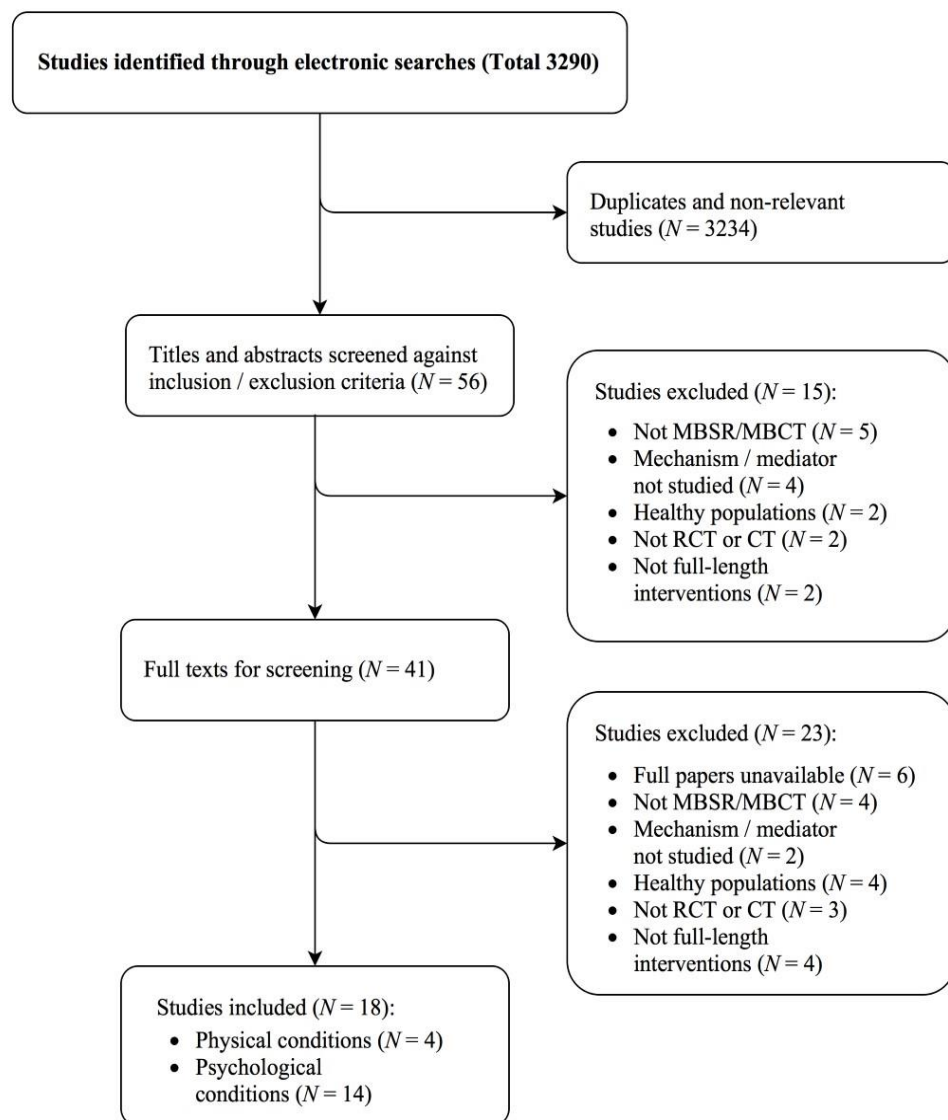 Studies identified through electronic searches (Total 3290)
Duplicates and non-relevant
studies (N = 3234)
Titles and abstracts screened against
inclusion / exclusion criteria (N = 56)
Studies excluded (N = 15):
• Not MBSR/MBCT (N = 5)
• Mechanism / mediator
not studied (N = 4)
• Healthy populations (N = 2)
• Not RCT or CT (N = 2)
• Not full-length
interventions (N = 2)
Full texts for screening (N = 41)
Studies excluded (N = 23):
• Full papers unavailable (N = 6)
• Not MBSR/MBCT (N = 4)
• Mechanism / mediator
not studied (N = 2)
• Healthy populations (N = 4)
• Not RCT or CT (N = 3)
• Not full-length
interventions (N = 4)
Studies included (N = 18):
• Physical conditions (N = 4)
• Psychological
conditions (N = 14)